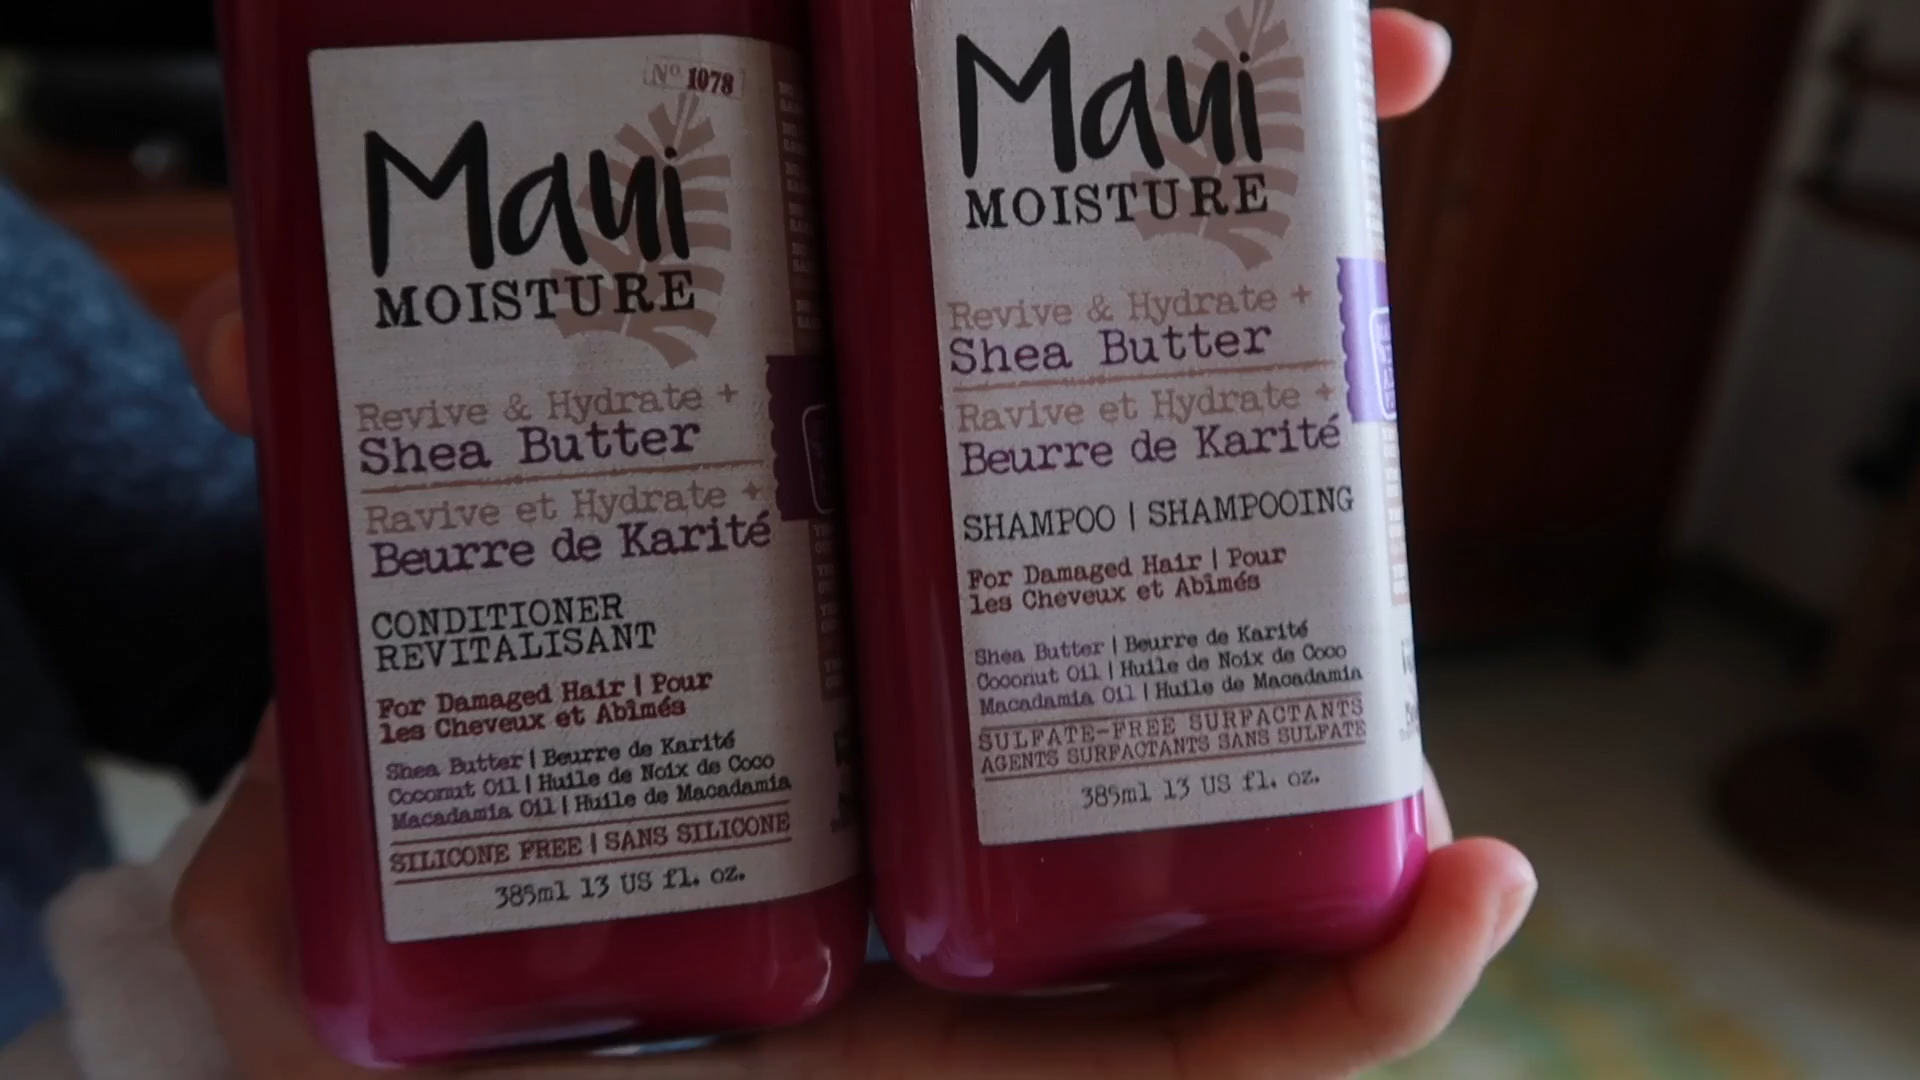 Nº 1078
Maui
MOISTURE
Revive & Hydrate +
Shea Butter
Ravive et Hydrate +
Beurre de Karité
CONDITIONER
REVITALISANT
For Damaged Hair | Pour
les Cheveux et Abîmés
Shea Butter | Beurre de Karité
Coconut Oil | Huile de Noix de Coco
Macadamia Oil | Huile de Macadamia
SILICONE FREE | SANS SILICONE
385ml 13 US fl. oz.
Maui
MOISTURE
Revive & Hydrate +
Shea Butter
Ravive et Hydrate +
Beurre de Karité
SHAMPOO | SHAMPOOING
For Damaged Hair | Pour
les Cheveux et Abîmés
Shea Butter | Beurre de Karité
Coconut Oil | Huile de Noix de Coco
Macadamia Oil | Huile de Macadamia
SULFATE-FREE SURFACTANTS
AGENTS SURFACTANTS SANS SULFATE
385ml 13 US fl. oz.